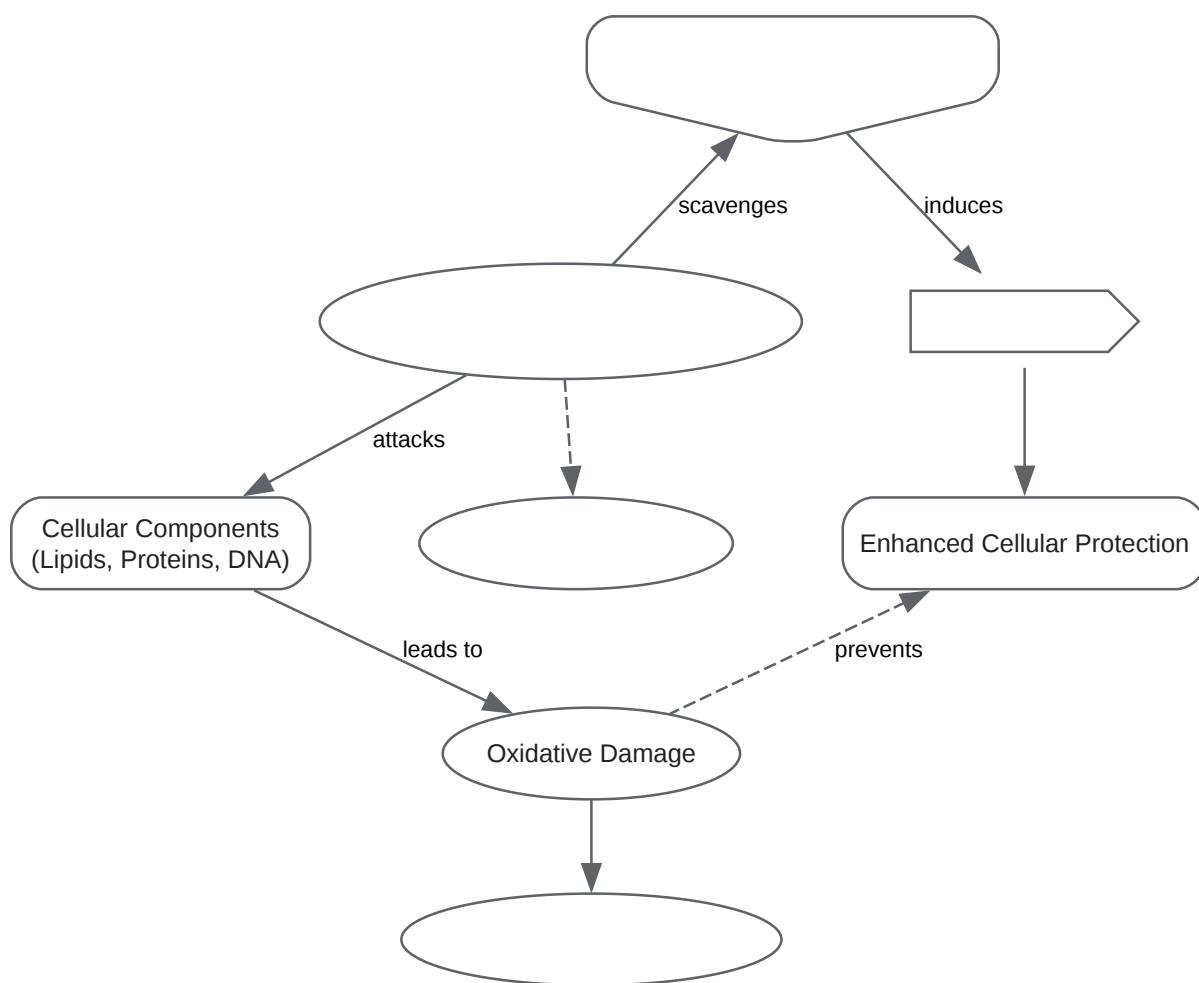 scavenges
induces
attacks
Cellular Components
(Lipids, Proteins, DNA)
Enhanced Cellular Protection
leads to
prevents
Oxidative Damage